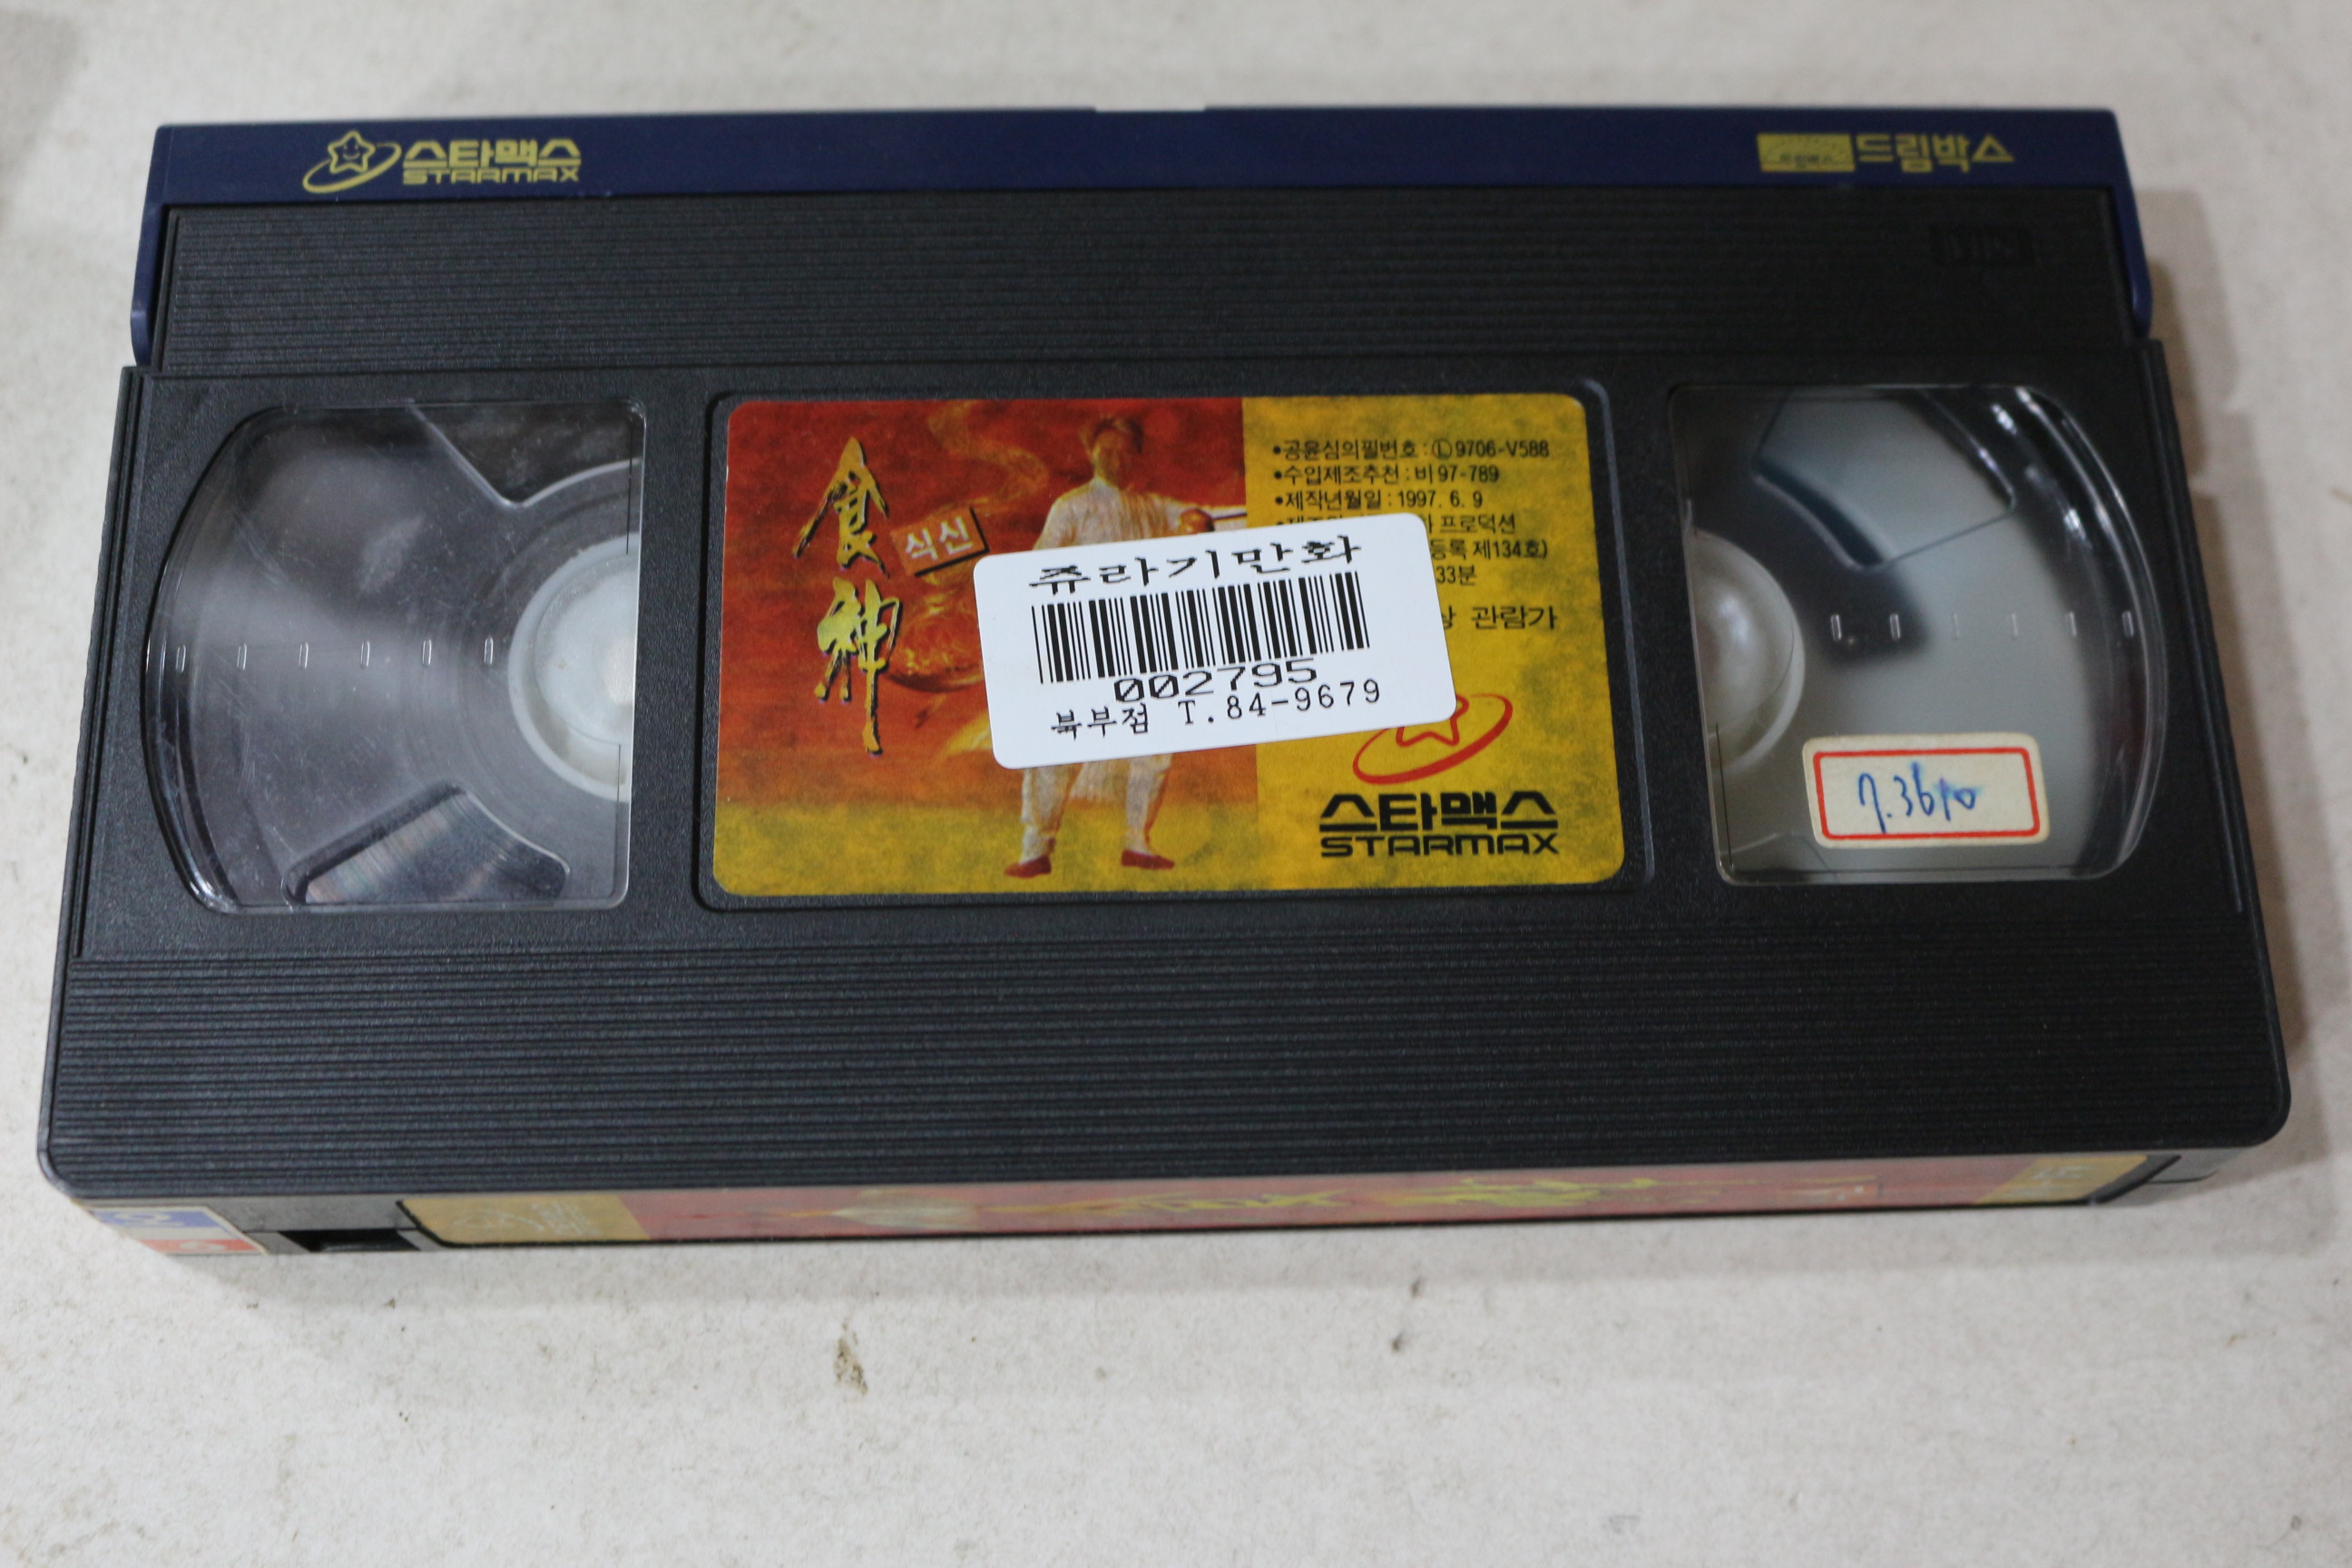 스타맥스
STARMAX
드림박스
食神
식신
•공윤심의필번호 : Ⓛ9706-V588
•수입제조추천 : 비 97-789
•제작년월일 : 1997. 6. 9
프로덕션
등록 제134호)
33분
관람가
쥬라기만화
002795
북부점 T.84-9679
스타맥스
STARMAX